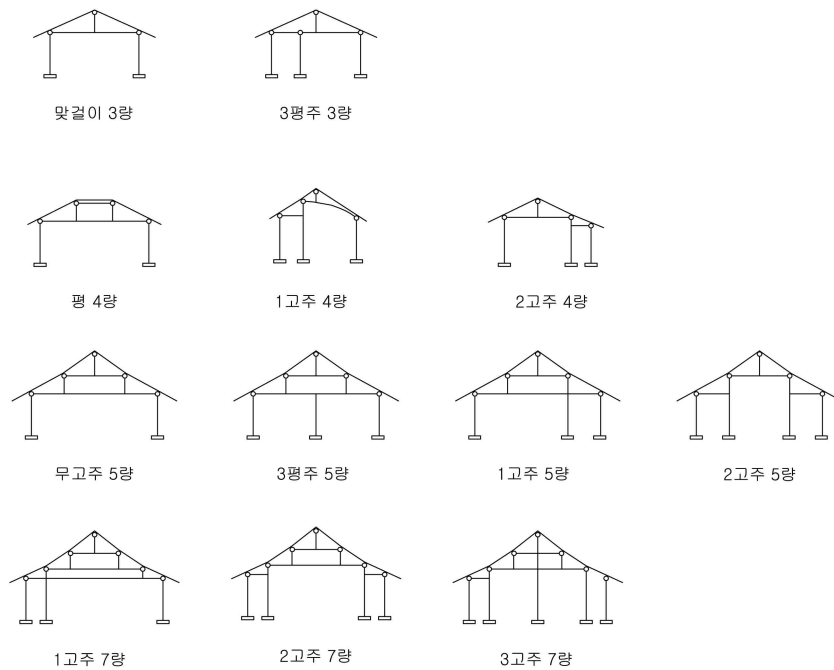 맞걸이 3량
3평주 3량
평 4량
1고주 4량
2고주 4량
무고주 5량
3평주 5량
1고주 5량
2고주 5량
1고주 7량
2고주 7량
3고주 7량